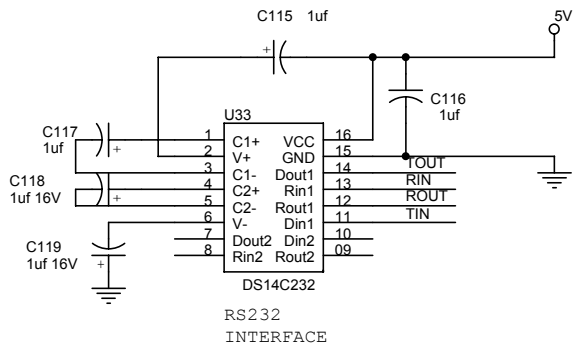 C115 1uf
5V
+
U33
C116
1uf
C117
1uf
+
1 C1+ VCC 16
2 V+ GND 15
3 C1- Dout1 14 TOUT
4 C2+ Rin1 13 RIN
5 C2- Rout1 12 ROUT
6 V- Din1 11 TIN
7 Dout2 Din2 10
8 Rin2 Rout2 09
C118
1uf 16V
+
C119
1uf 16V
+
DS14C232
RS232
INTERFACE